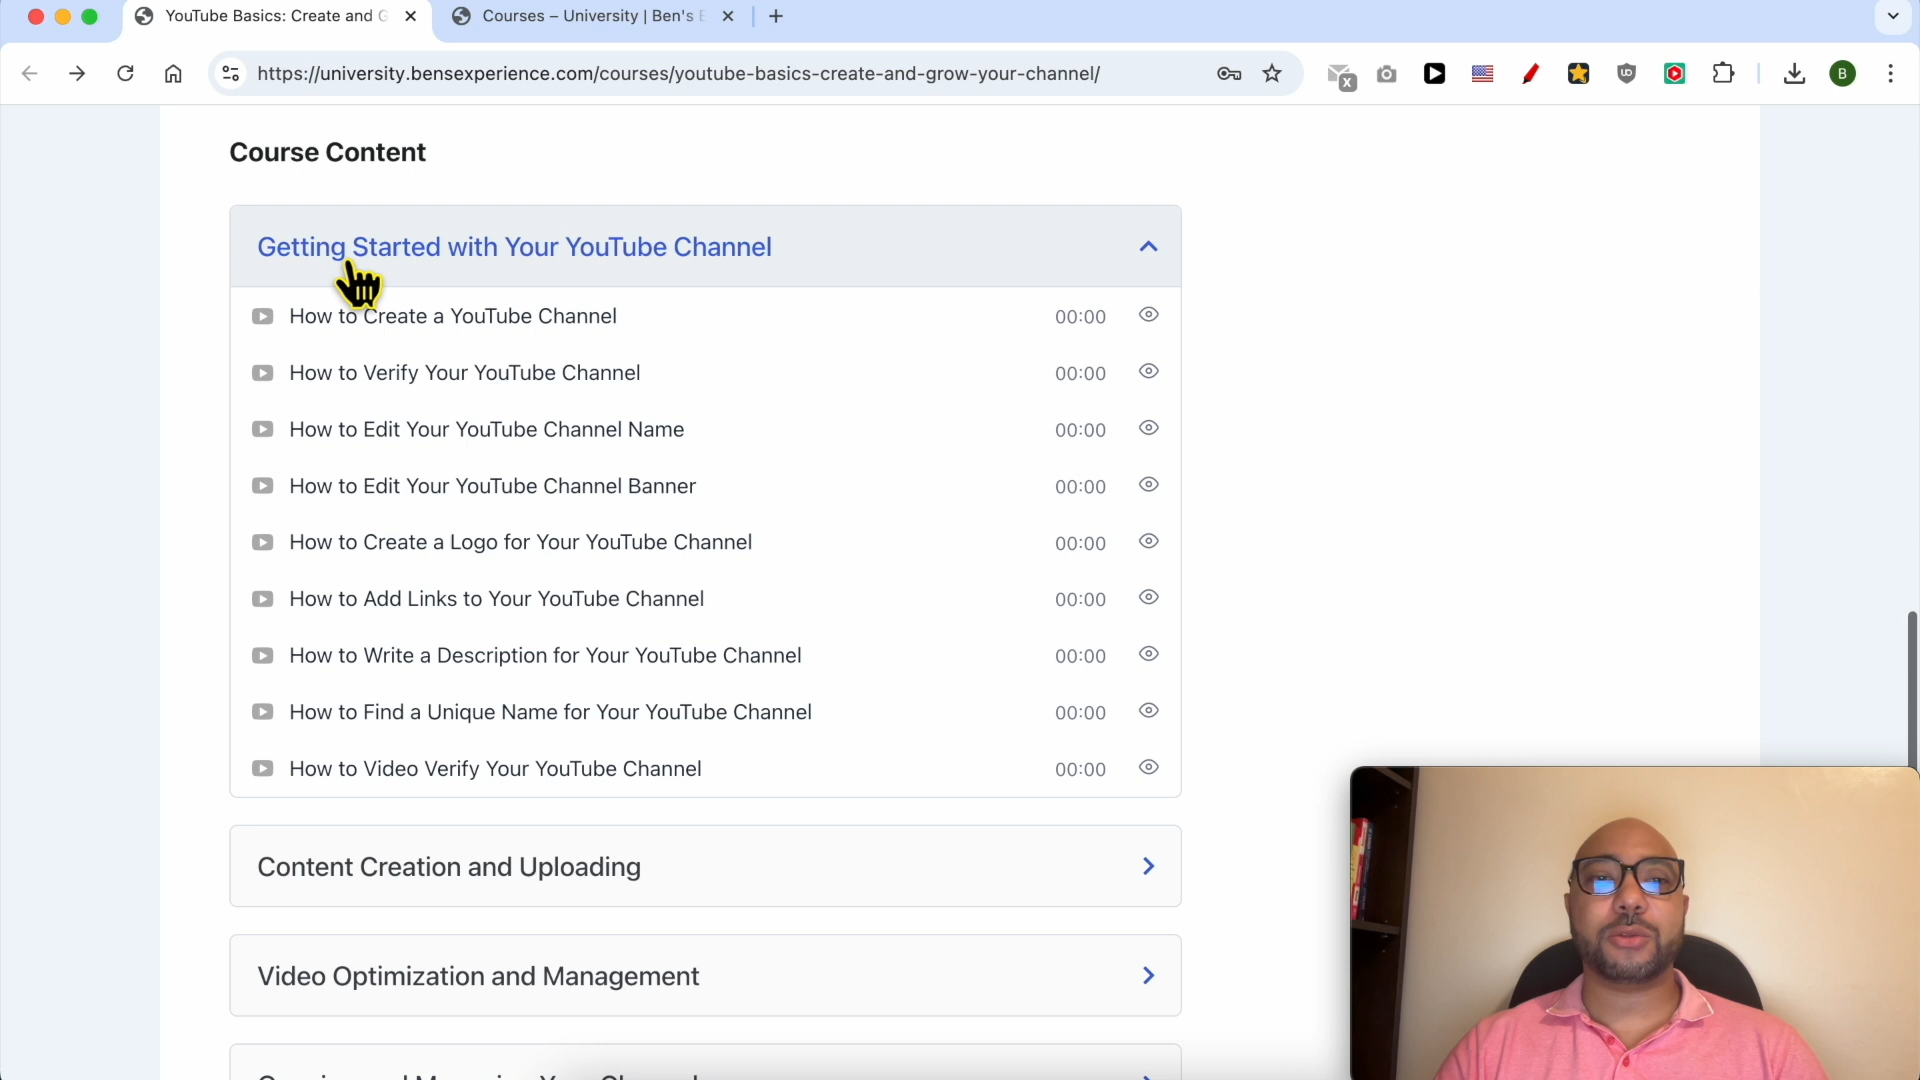 YouTube Basics: Create and G
Courses – University | Ben's E
https://university.bensexperience.com/courses/youtube-basics-create-and-grow-your-channel/
X
B
Course Content
Getting Started with Your YouTube Channel
How to Create a YouTube Channel 00:00
How to Verify Your YouTube Channel 00:00
How to Edit Your YouTube Channel Name 00:00
How to Edit Your YouTube Channel Banner 00:00
How to Create a Logo for Your YouTube Channel 00:00
How to Add Links to Your YouTube Channel 00:00
How to Write a Description for Your YouTube Channel 00:00
How to Find a Unique Name for Your YouTube Channel 00:00
How to Video Verify Your YouTube Channel 00:00
Content Creation and Uploading
Video Optimization and Management